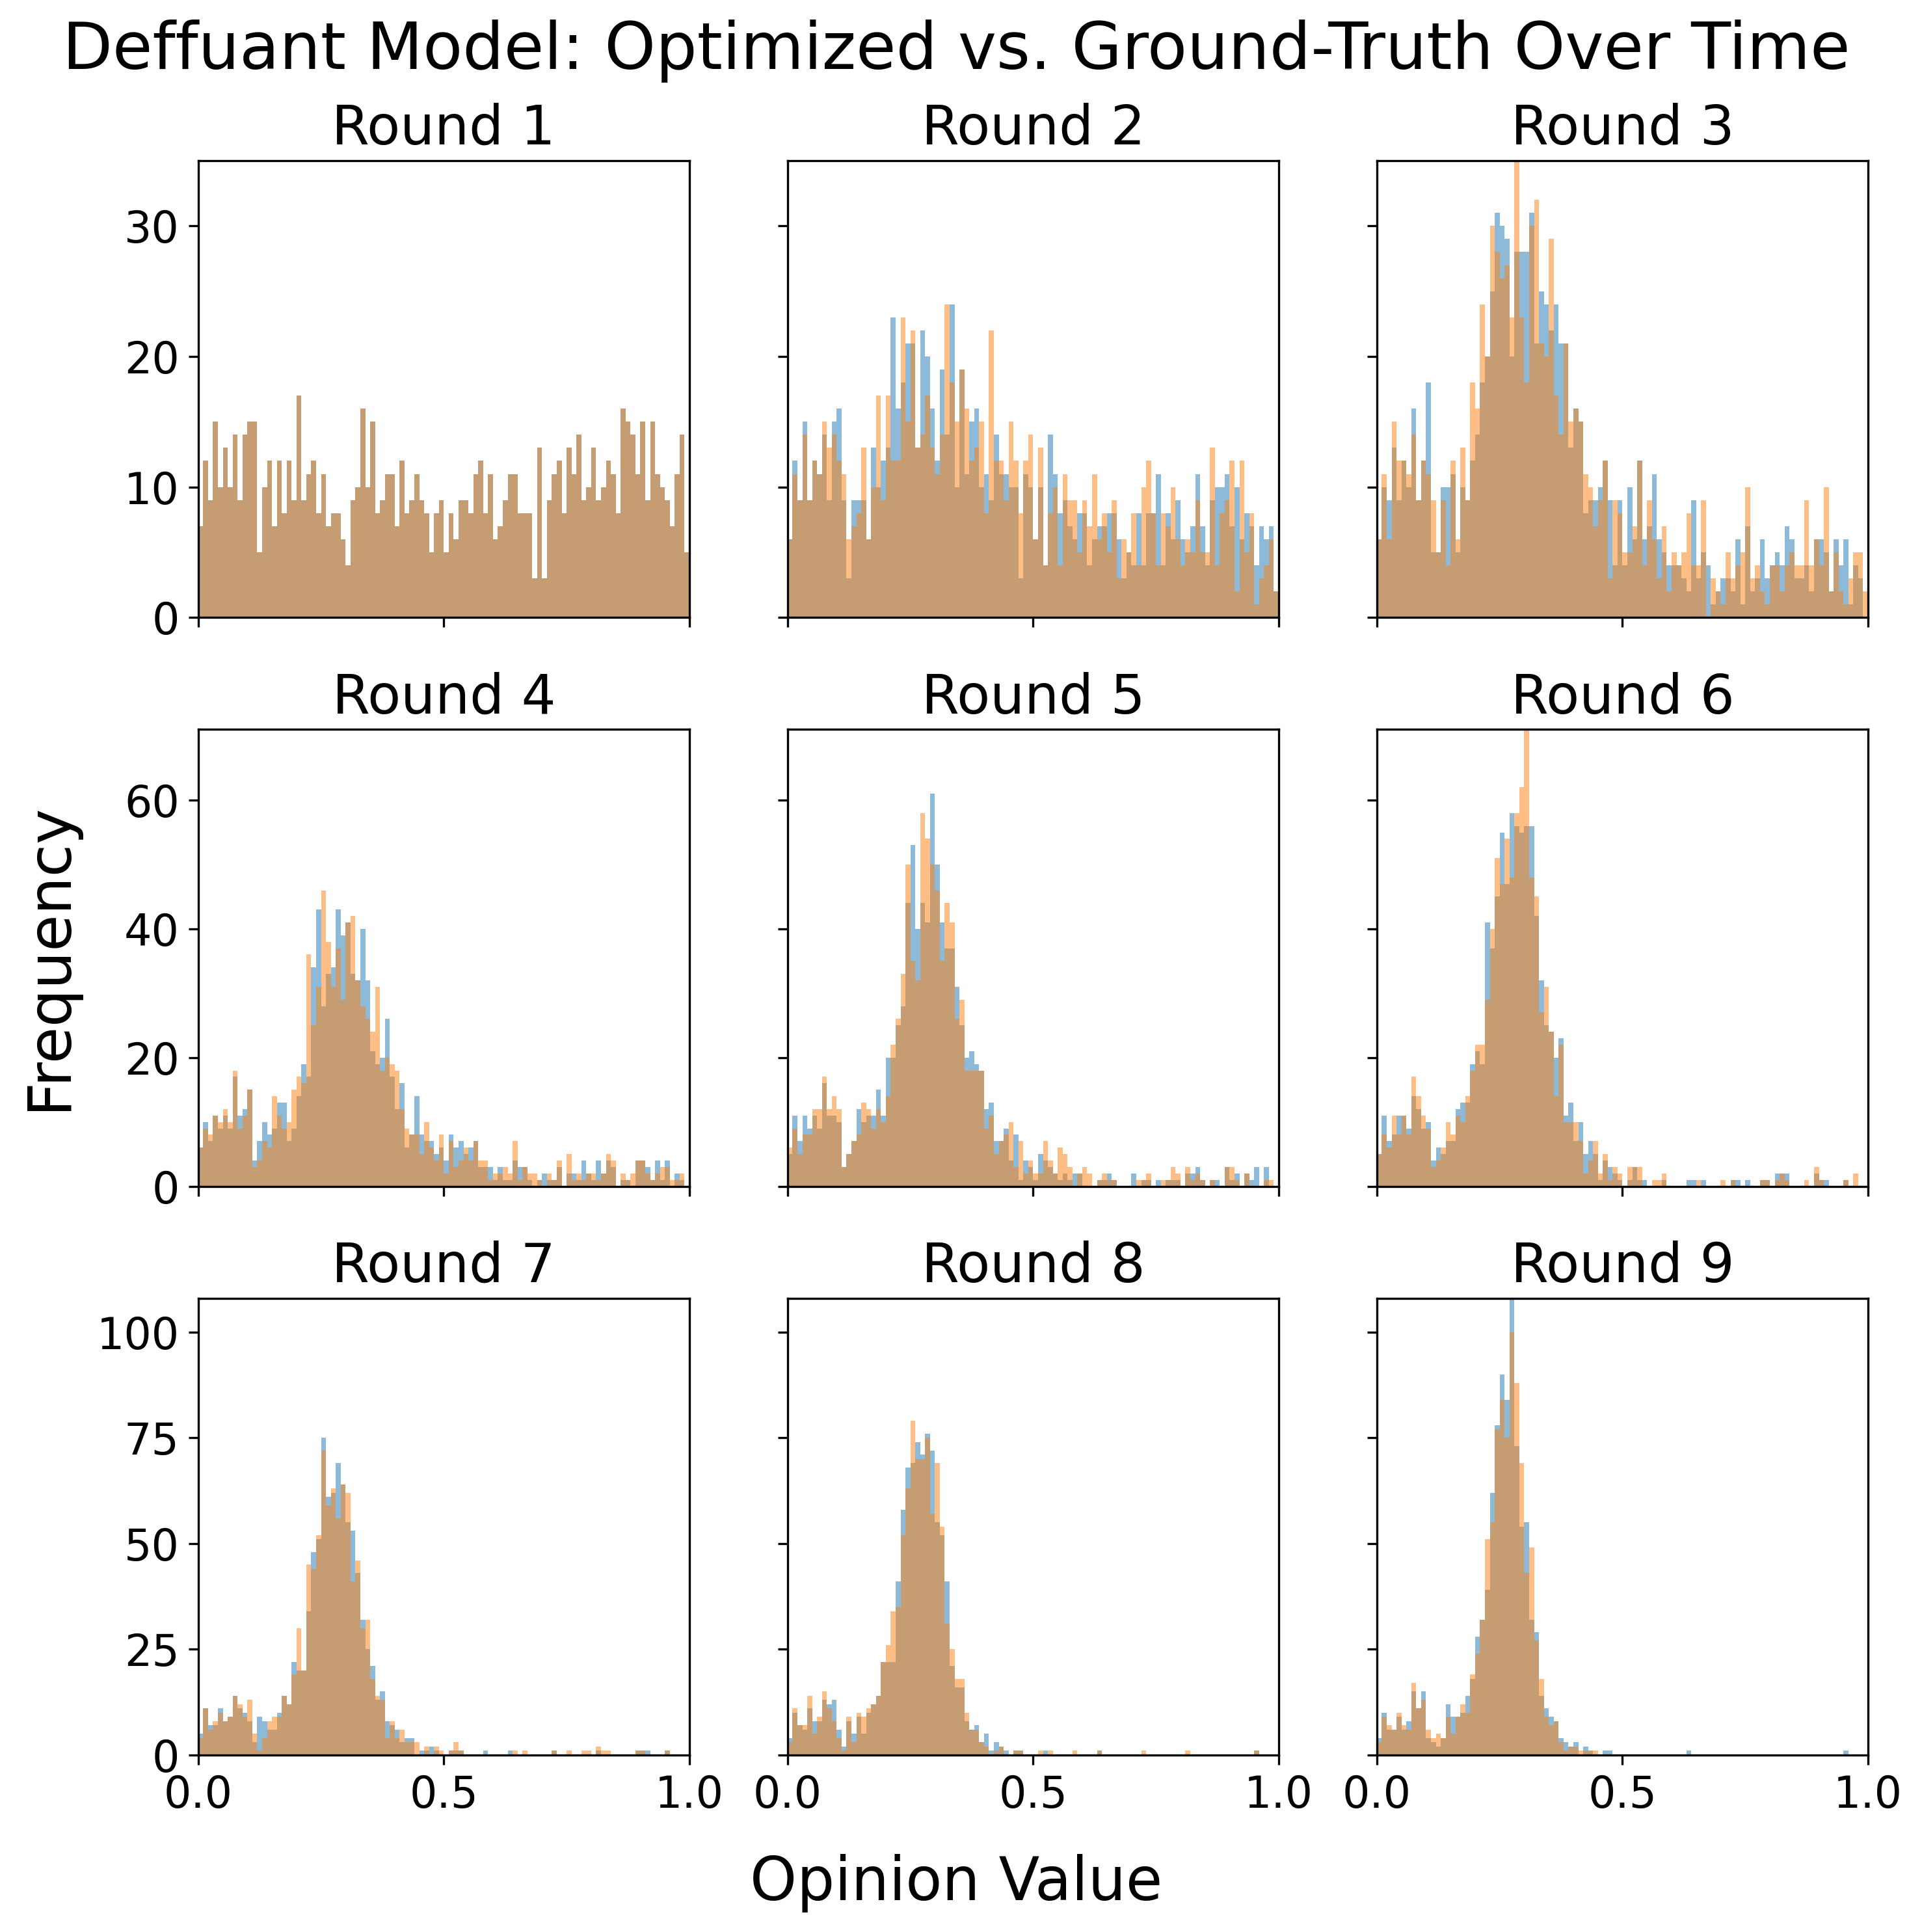 Deffuant Model: Optimized vs. Ground-Truth Over Time
Round 1
Round 2
Round 3
30
20
10
0
Round 4
Round 5
Round 6
Frequency
60
40
20
0
Round 7
Round 8
Round 9
100
75
50
25
0
0.0 0.5 1.0
0.0 0.5 1.0
0.0 0.5 1.0
Opinion Value